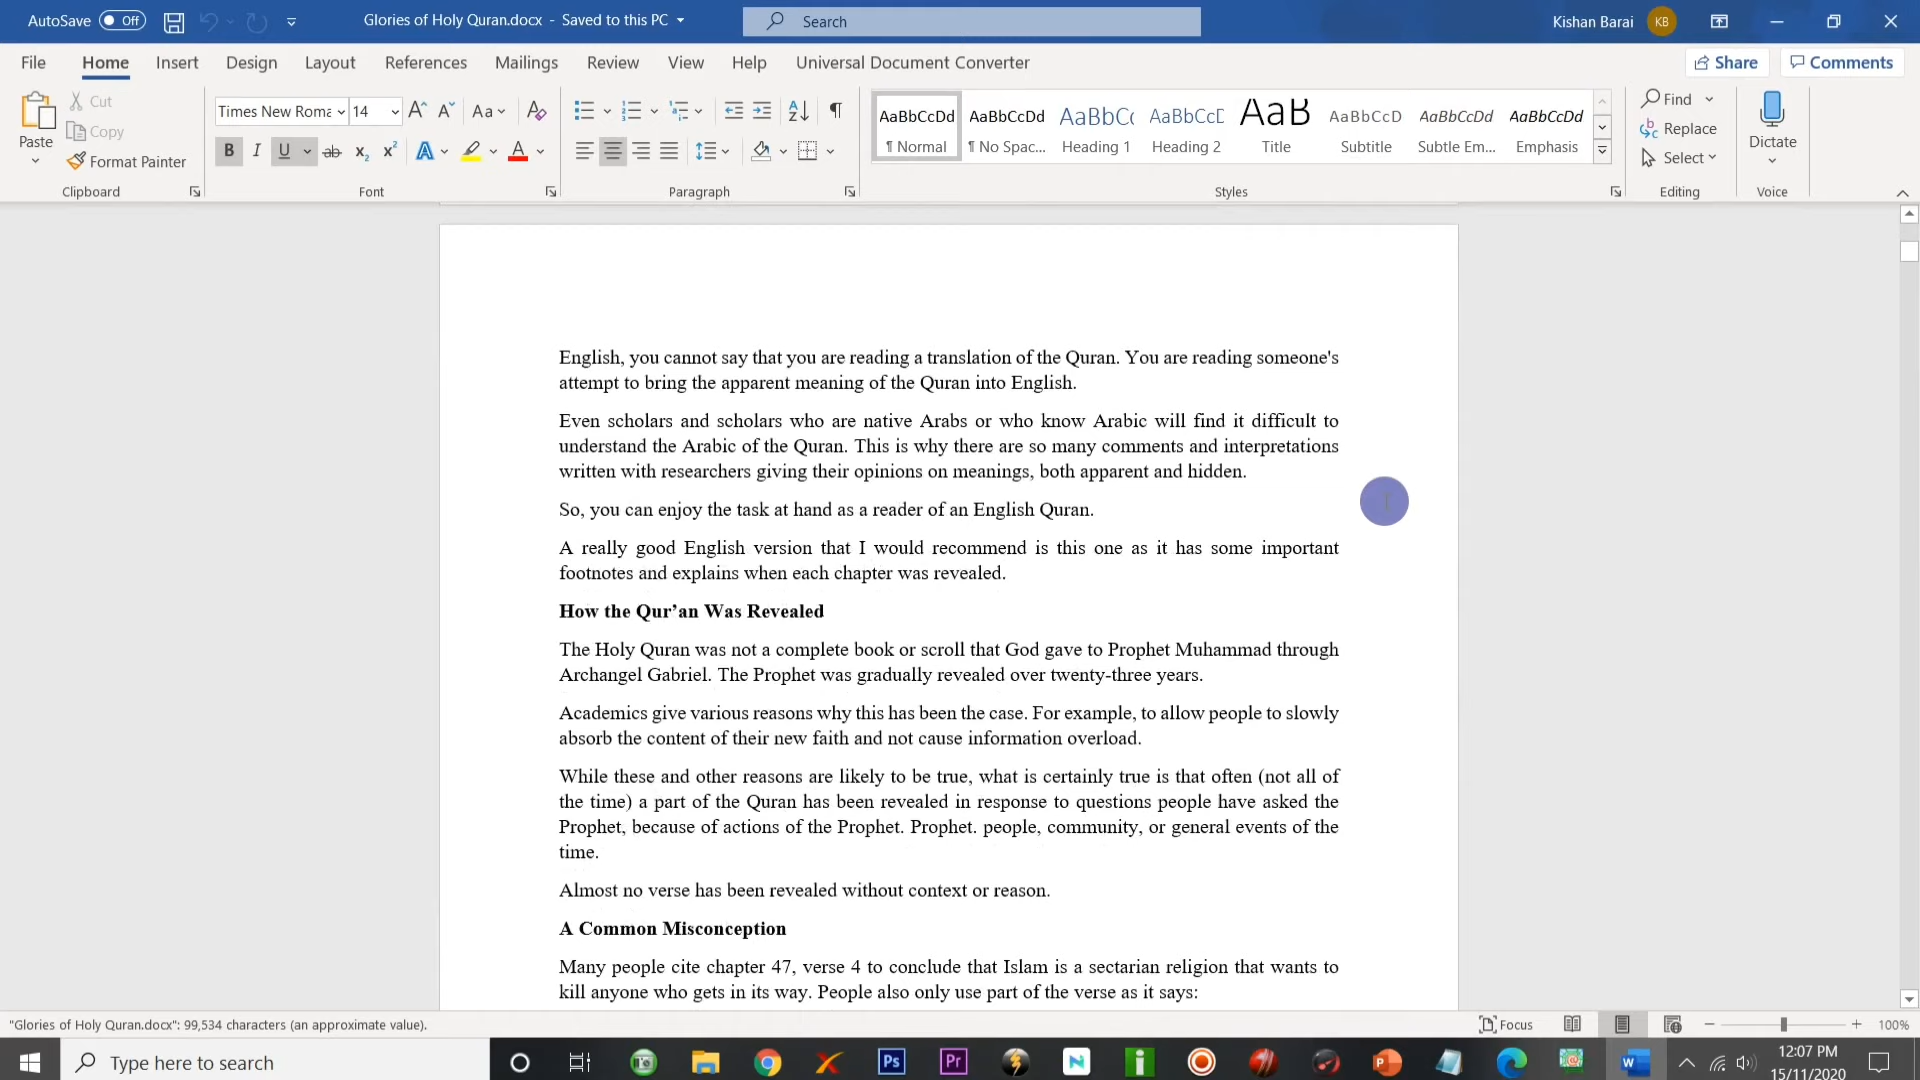 AutoSave Off
Glories of Holy Quran.docx - Saved to this PC
Search
Kishan Barai KB
File Home Insert Design Layout References Mailings Review View Help Universal Document Converter
Share Comments
Paste
Cut
Copy
Format Painter
Clipboard
Times New Roma 14
Font
Paragraph
AaBbCcDd AaBbCcDd AaBbCc AaBbCcD AaB AaBbCcD AaBbCcDd AaBbCcDd
¶ Normal ¶ No Spac... Heading 1 Heading 2 Title Subtitle Subtle Em... Emphasis
Styles
Find
Replace
Select
Editing
Dictate
Voice
English, you cannot say that you are reading a translation of the Quran. You are reading someone's
attempt to bring the apparent meaning of the Quran into English.
Even scholars and scholars who are native Arabs or who know Arabic will find it difficult to
understand the Arabic of the Quran. This is why there are so many comments and interpretations
written with researchers giving their opinions on meanings, both apparent and hidden.
So, you can enjoy the task at hand as a reader of an English Quran.
A really good English version that I would recommend is this one as it has some important
footnotes and explains when each chapter was revealed.
How the Qur’an Was Revealed
The Holy Quran was not a complete book or scroll that God gave to Prophet Muhammad through
Archangel Gabriel. The Prophet was gradually revealed over twenty-three years.
Academics give various reasons why this has been the case. For example, to allow people to slowly
absorb the content of their new faith and not cause information overload.
While these and other reasons are likely to be true, what is certainly true is that often (not all of
the time) a part of the Quran has been revealed in response to questions people have asked the
Prophet, because of actions of the Prophet. Prophet. people, community, or general events of the
time.
Almost no verse has been revealed without context or reason.
A Common Misconception
Many people cite chapter 47, verse 4 to conclude that Islam is a sectarian religion that wants to
kill anyone who gets in its way. People also only use part of the verse as it says:
"Glories of Holy Quran.docx": 99,534 characters (an approximate value).
Focus
100%
Type here to search
12:07 PM
15/11/2020